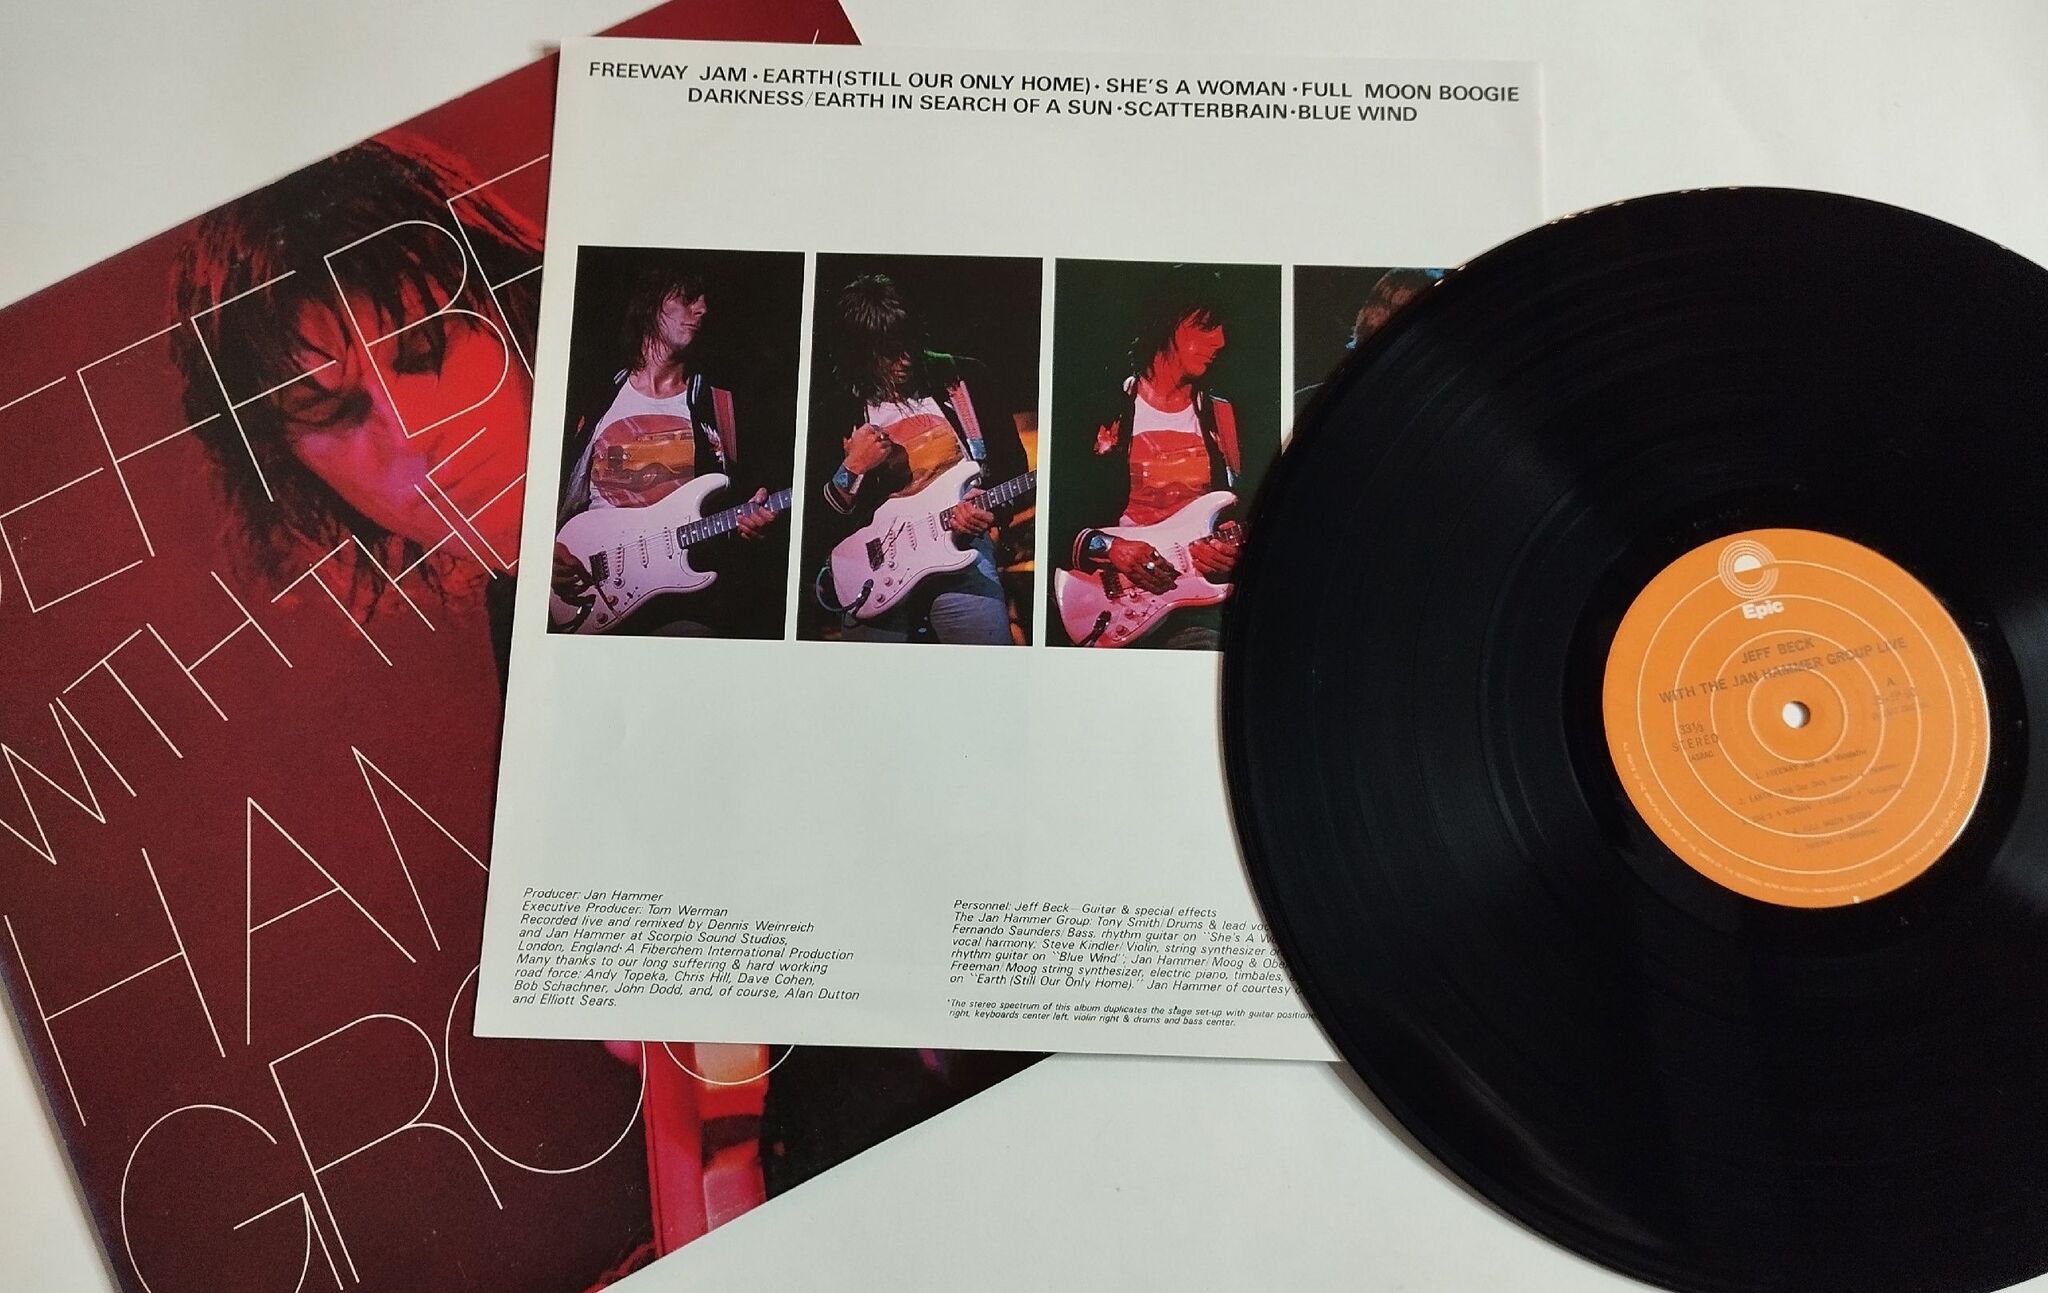 JEFF BE
WITH THE
HAM
GRO
FREEWAY JAM • EARTH (STILL OUR ONLY HOME) • SHE'S A WOMAN • FULL MOON BOOGIE
DARKNESS/EARTH IN SEARCH OF A SUN • SCATTERBRAIN • BLUE WIND
Producer: Jan Hammer
Executive Producer: Tom Werman
Recorded live and remixed by Dennis Weinreich
and Jan Hammer at Scorpio Sound Studios,
London, England • A Fiberchem International Production
Many thanks to our long suffering & hard working
road force: Andy Topeka, Chris Hill, Dave Cohen,
Bob Schachner, John Dodd, and, of course, Alan Dutton
and Elliott Sears.
Personnel: Jeff Beck—Guitar & special effects
The Jan Hammer Group: Tony Smith/Drums & lead
Fernando Saunders/Bass, rhythm guitar on "She's A
vocal harmony; Steve Kindler/Violin, string synthesizer
rhythm guitar on "Blue Wind"; Jan Hammer/Moog &
Freeman/Moog string synthesizer, electric piano, timbales,
on "Earth (Still Our Only Home)." Jan Hammer of courtesy
*The stereo spectrum of this album duplicates the stage set-up with guitar
right, keyboards center left, violin right & drums and bass center.
Epic
JEFF BECK
WITH THE JAN HAMMER GROUP LIVE
A
33⅓
STEREO
1. FREEWAY JAM
3. SHE'S A WOMAN